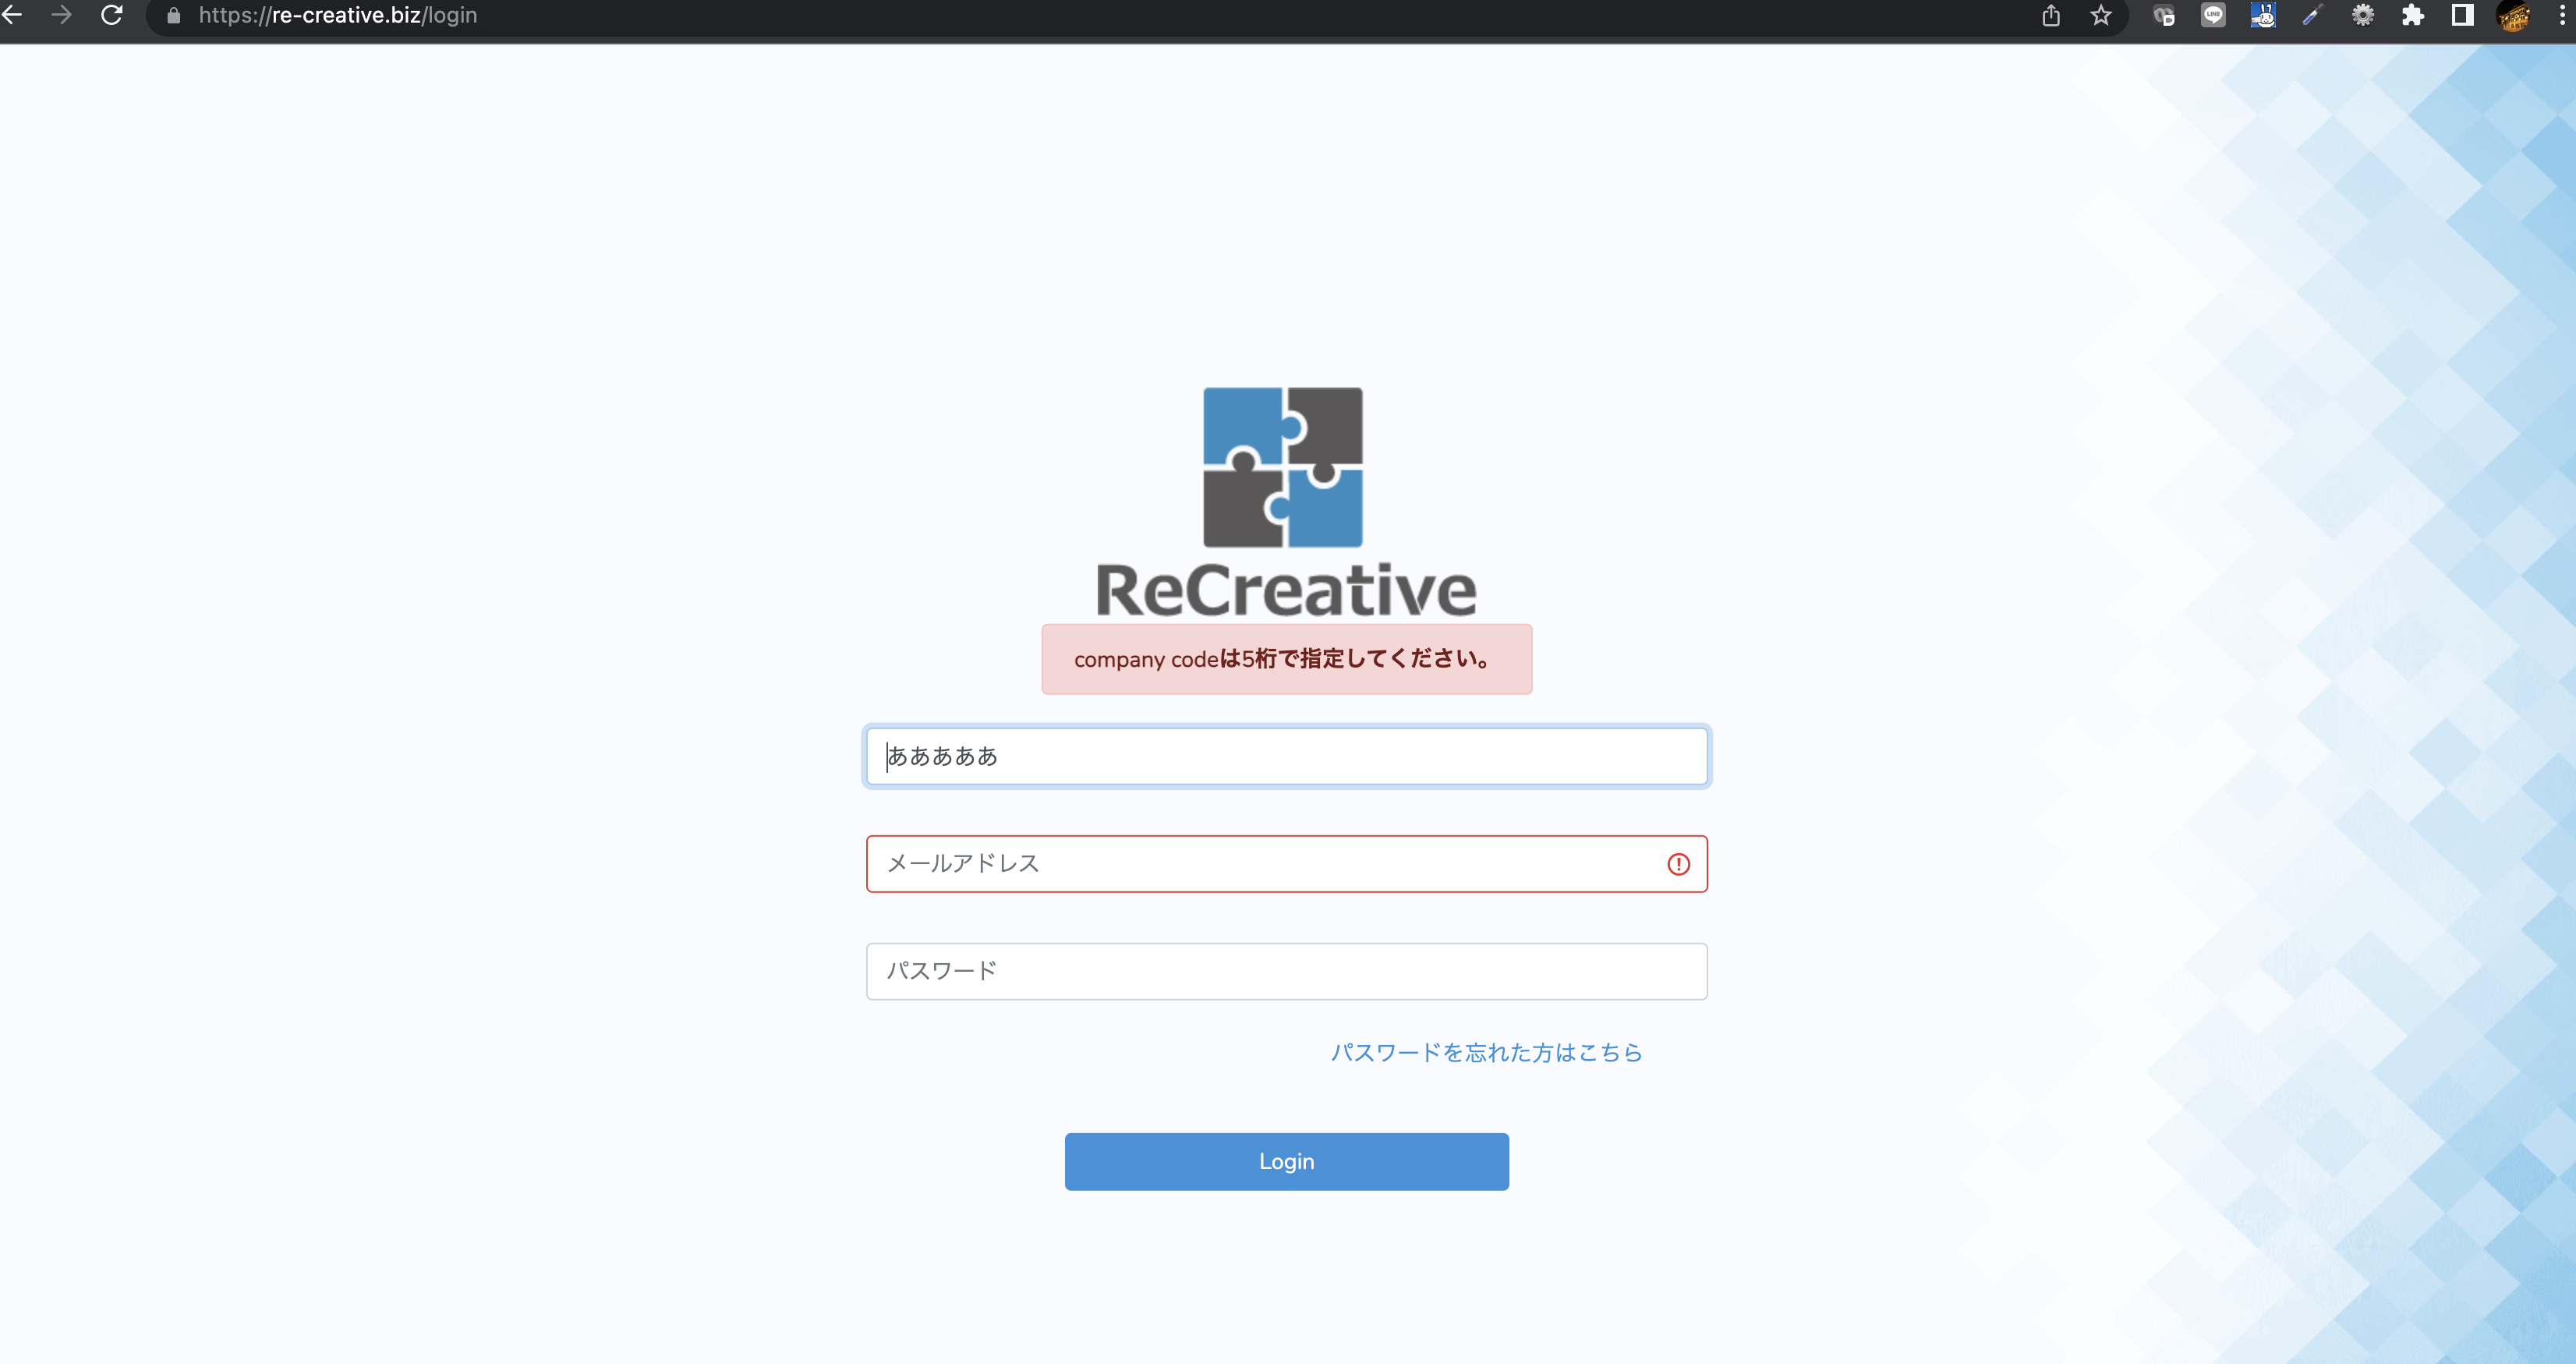 https://re-creative.biz/login
ReCreative
company codeは5桁で指定してください。
あああああ
メールアドレス
パスワード
パスワードを忘れた方はこちら
Login